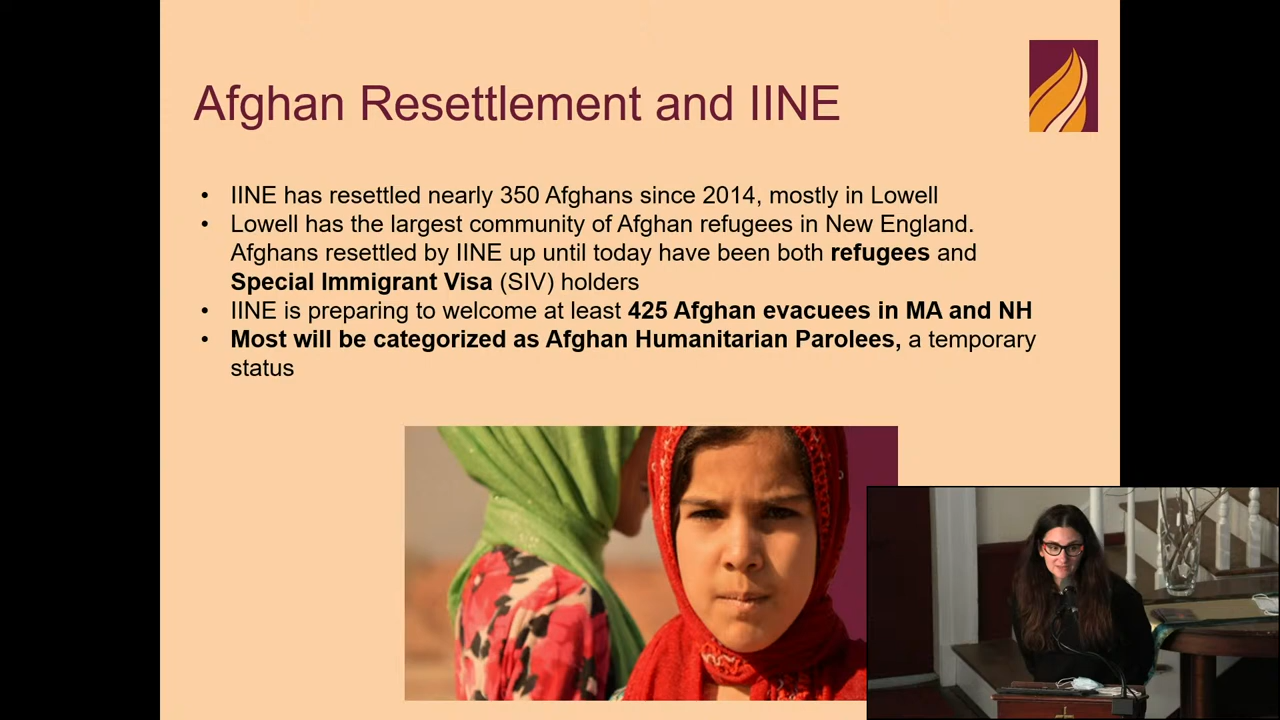 Afghan Resettlement and IINE
• IINE has resettled nearly 350 Afghans since 2014, mostly in Lowell
• Lowell has the largest community of Afghan refugees in New England.
Afghans resettled by IINE up until today have been both refugees and
Special Immigrant Visa (SIV) holders
• IINE is preparing to welcome at least 425 Afghan evacuees in MA and NH
• Most will be categorized as Afghan Humanitarian Parolees, a temporary
status